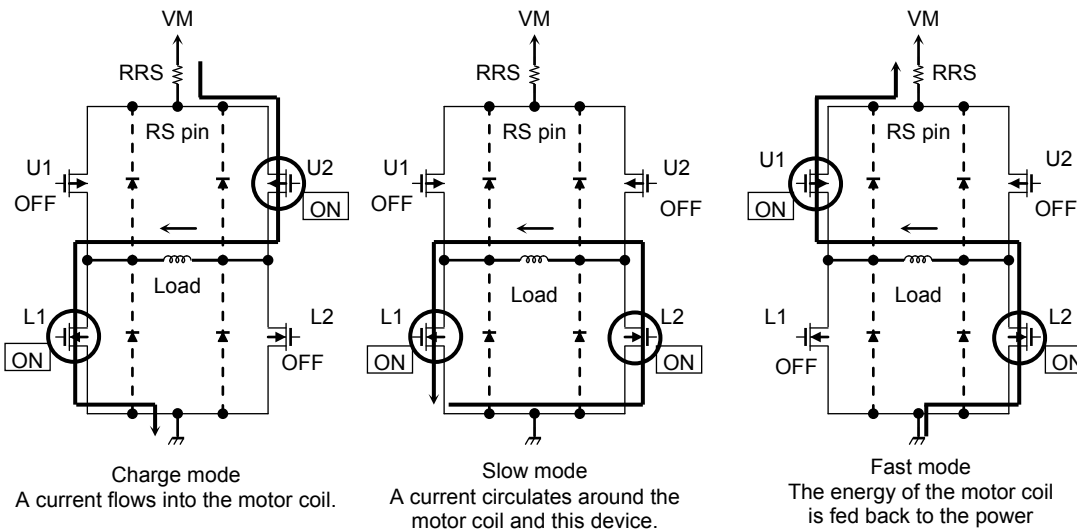 VM
RRS
RS pin
U1
U2
OFF
ON
Load
L1
L2
ON
OFF
Charge mode
A current flows into the motor coil.
VM
RRS
RS pin
U1
U2
OFF
OFF
Load
L1
L2
ON
ON
Slow mode
A current circulates around the
motor coil and this device.
VM
RRS
RS pin
U1
U2
ON
OFF
Load
L1
L2
OFF
ON
Fast mode
The energy of the motor coil
is fed back to the power